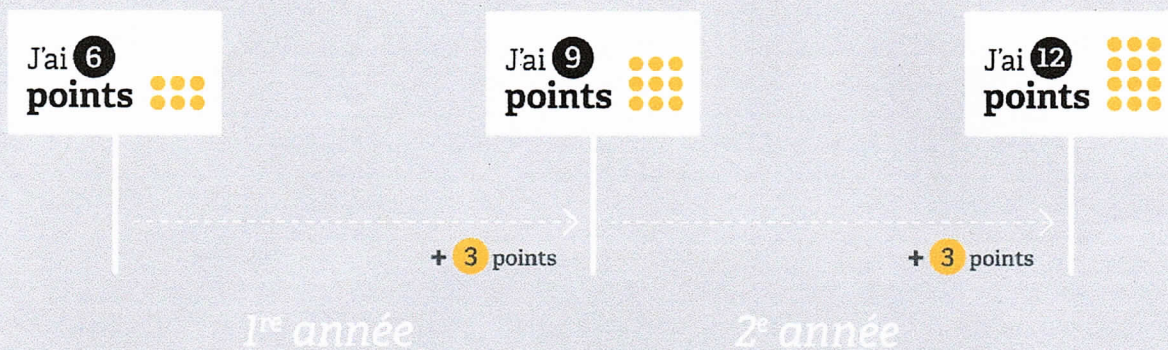 J'ai 6
points
J'ai 9
points
J'ai 12
points
+ 3 points
+ 3 points
1re année
2e année